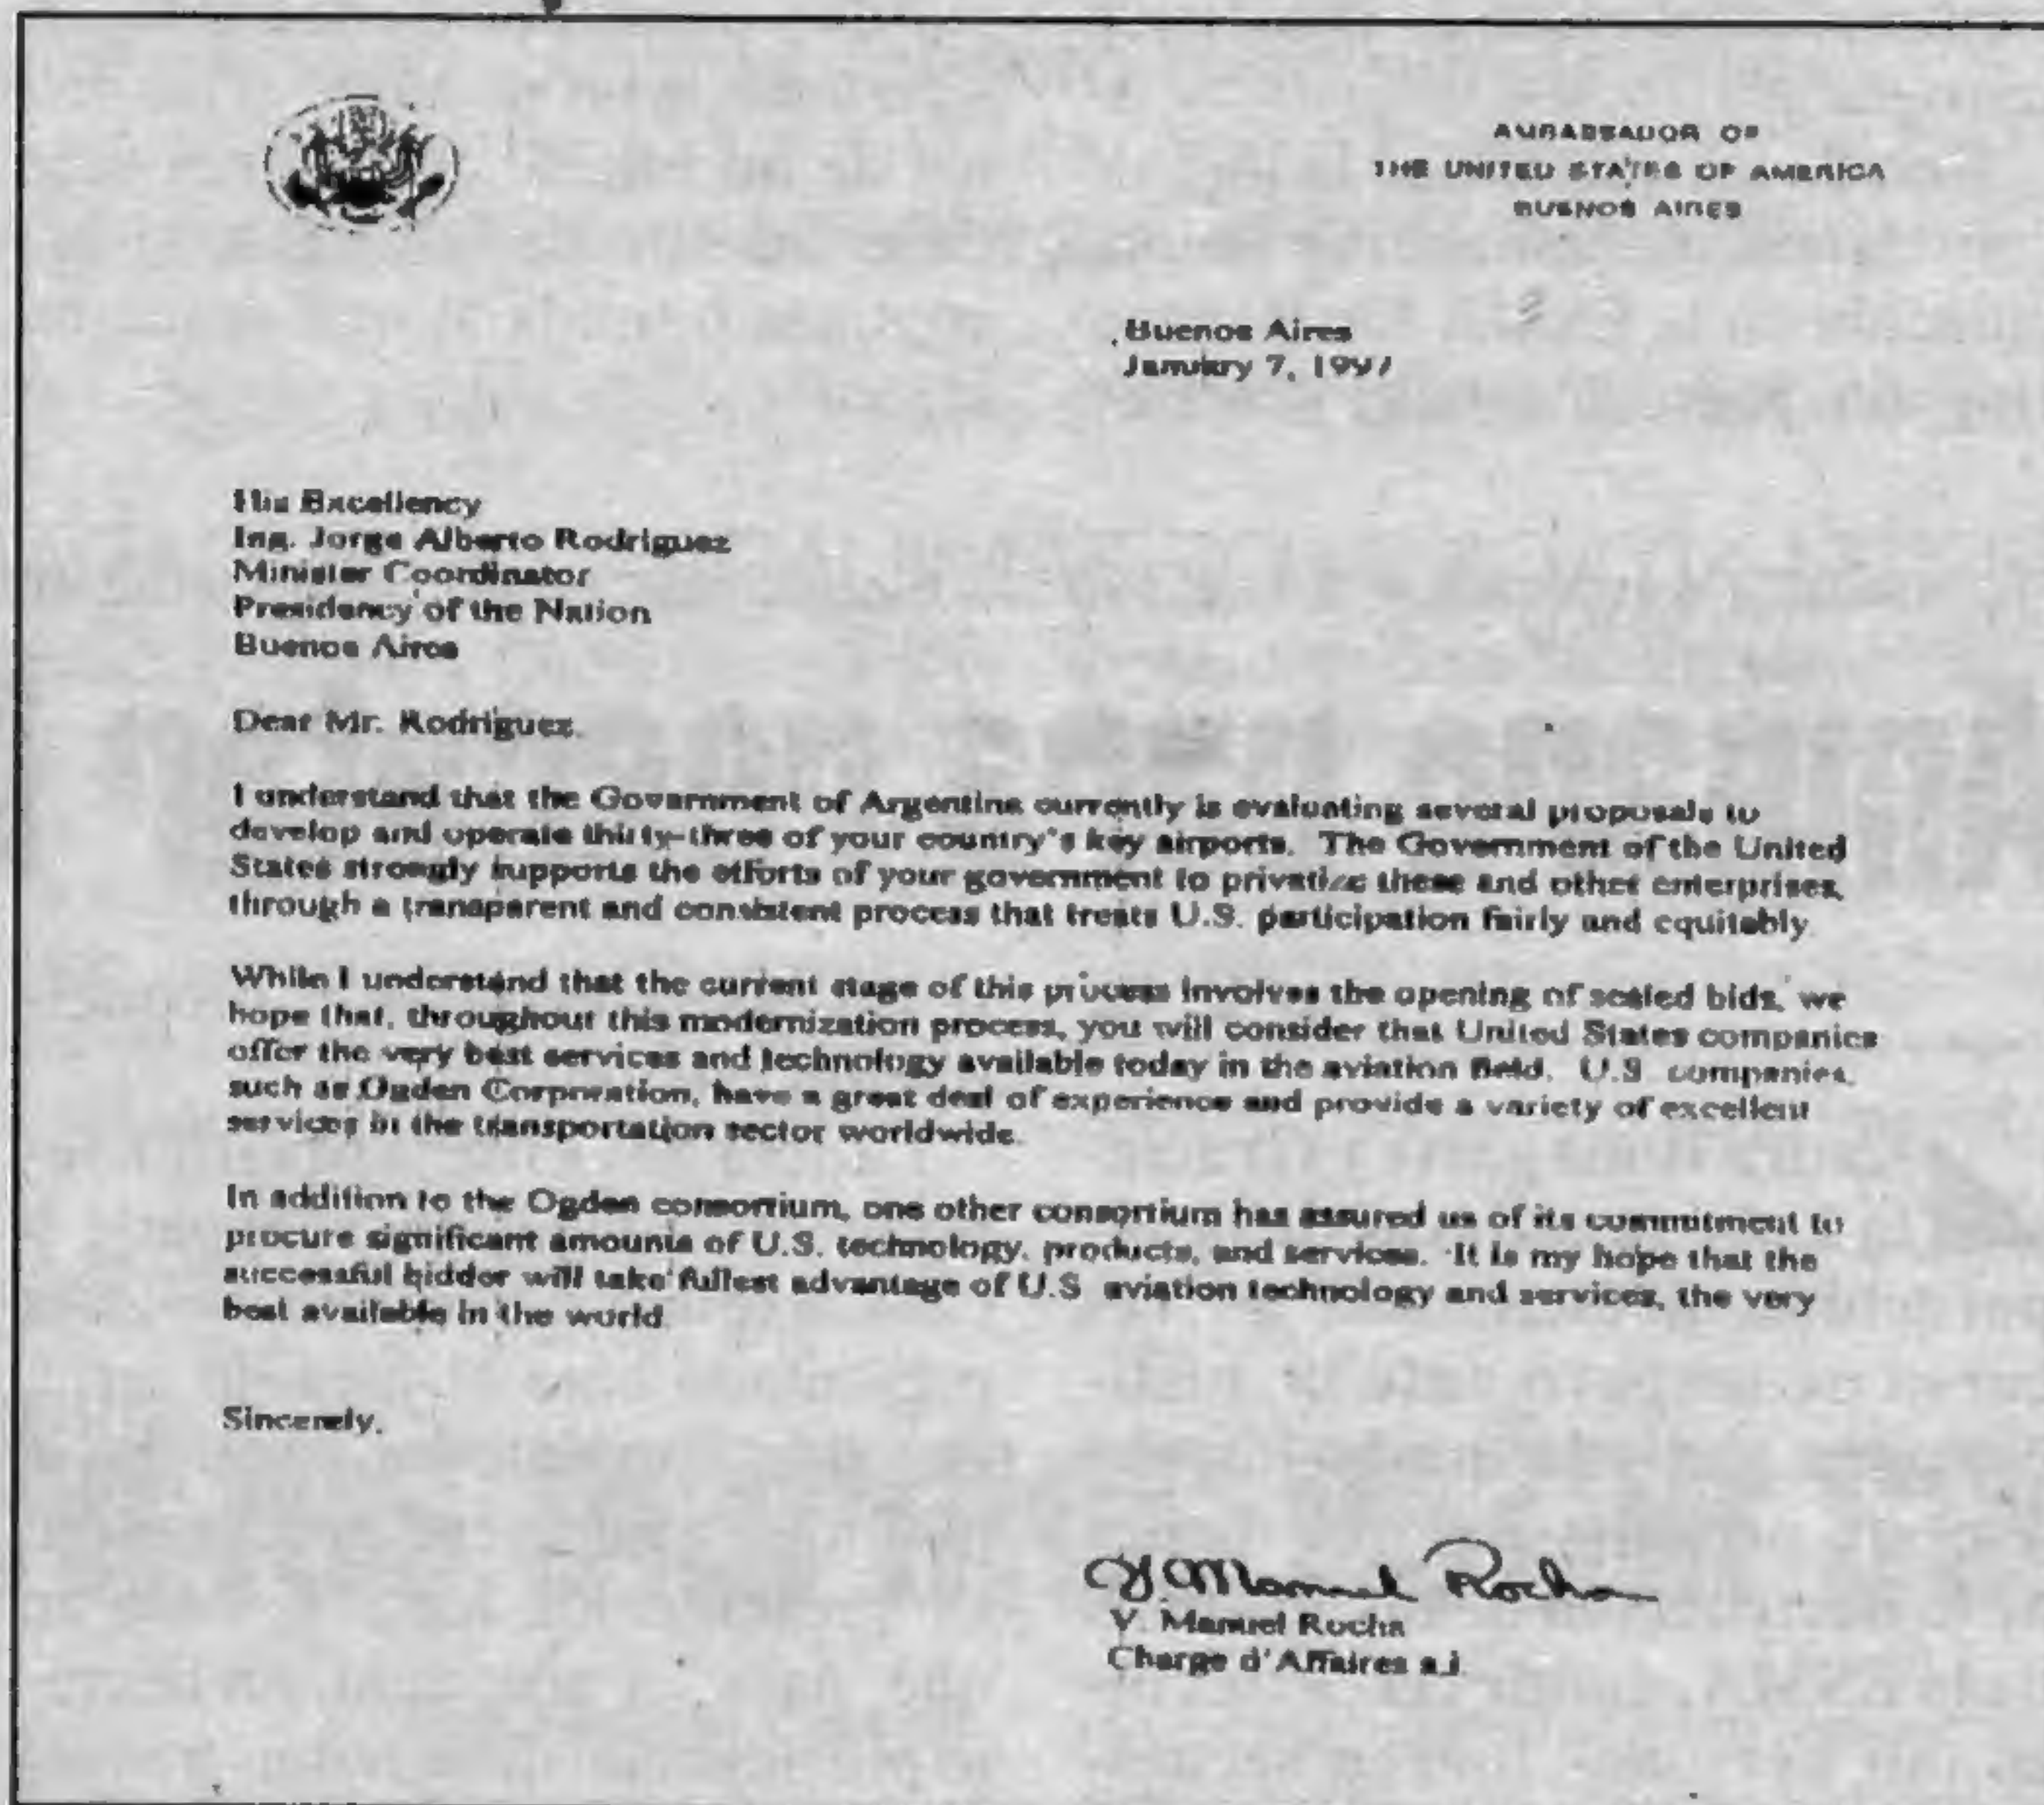 AMBASSADOR OF
THE UNITED STATES OF AMERICA
BUENOS AIRES
Buenos Aires
January 7, 1997
His Excellency
Ing. Jorge Alberto Rodriguez
Minister Coordinator
Presidency of the Nation
Buenos Aires
Dear Mr. Rodriguez.
I understand that the Government of Argentina currently is evaluating several proposals to
develop and operate thirty-three of your country's key airports. The Government of the United
States strongly supports the efforts of your government to privatize these and other enterprises,
through a transparent and consistent process that treats U.S. participation fairly and equitably
While I understand that the current stage of this process involves the opening of sealed bids, we
hope that, throughout this modernization process, you will consider that United States companies
offer the very best services and technology available today in the aviation field. U.S. companies,
such as Ogden Corporation, have a great deal of experience and provide a variety of excellent
services in the transportation sector worldwide.
In addition to the Ogden consortium, one other consortium has assured us of its commitment to
procure significant amounts of U.S. technology, products, and services. It is my hope that the
successful bidder will take fullest advantage of U.S aviation technology and services, the very
best available in the world
Sincerely,
V. Manuel Rocha
V. Manuel Rocha
Charge d'Affaires a.i.